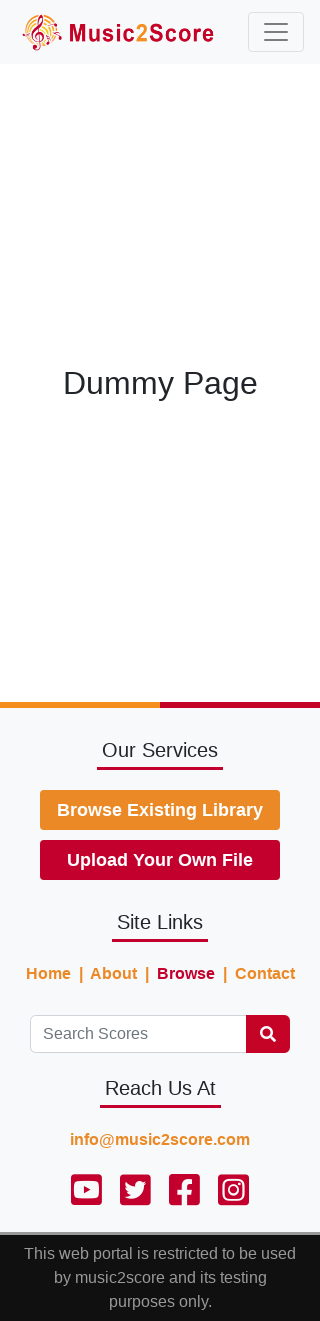 Music2Score
Dummy Page
Our Services
Browse Existing Library
Upload Your Own File
Site Links
Home | About | Browse | Contact
Search Scores
Reach Us At
info@music2score.com
This web portal is restricted to be used
by music2score and its testing
purposes only.